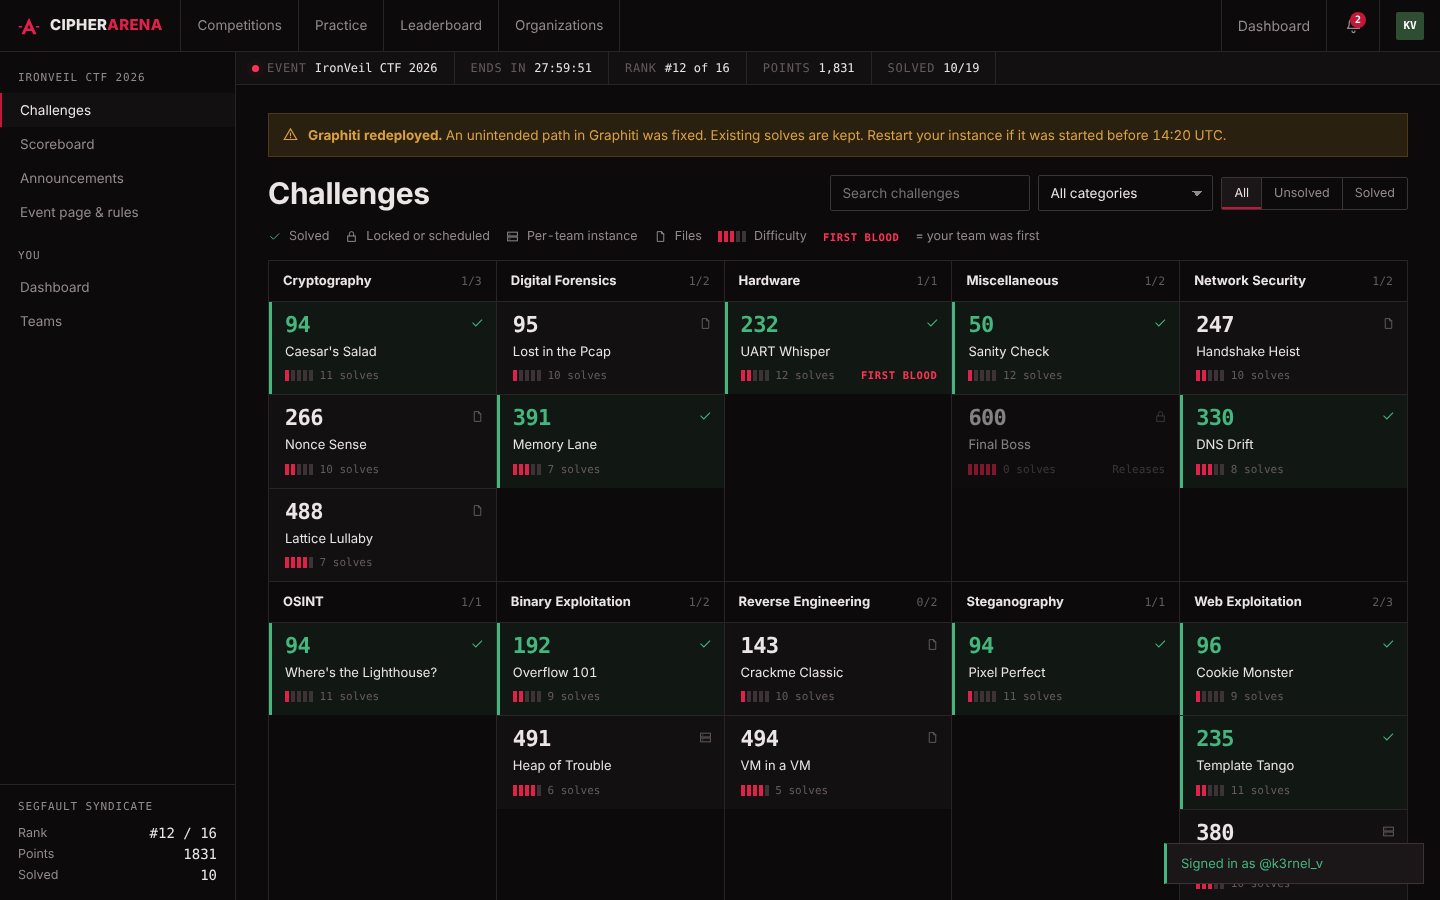 CIPHERARENA
Competitions
Practice
Leaderboard
Organizations
Dashboard
2
KV
IRONVEIL CTF 2026
Challenges
Scoreboard
Announcements
Event page & rules
YOU
Dashboard
Teams
SEGFAULT SYNDICATE
Rank #12 / 16
Points 1831
Solved 10
EVENT IronVeil CTF 2026
ENDS IN 27:59:51
RANK #12 of 16
POINTS 1,831
SOLVED 10/19
Graphiti redeployed. An unintended path in Graphiti was fixed. Existing solves are kept. Restart your instance if it was started before 14:20 UTC.
Challenges
Search challenges
All categories
All
Unsolved
Solved
Solved
Locked or scheduled
Per-team instance
Files
Difficulty
FIRST BLOOD = your team was first
Cryptography 1/3
94
Caesar's Salad
11 solves
266
Nonce Sense
10 solves
488
Lattice Lullaby
7 solves
Digital Forensics 1/2
95
Lost in the Pcap
10 solves
391
Memory Lane
7 solves
Hardware 1/1
232
UART Whisper
12 solves FIRST BLOOD
Miscellaneous 1/2
50
Sanity Check
12 solves
600
Final Boss
0 solves Releases
Network Security 1/2
247
Handshake Heist
10 solves
330
DNS Drift
8 solves
OSINT 1/1
94
Where's the Lighthouse?
11 solves
Binary Exploitation 1/2
192
Overflow 101
9 solves
491
Heap of Trouble
6 solves
Reverse Engineering 0/2
143
Crackme Classic
10 solves
494
VM in a VM
5 solves
Steganography 1/1
94
Pixel Perfect
11 solves
Web Exploitation 2/3
96
Cookie Monster
9 solves
235
Template Tango
11 solves
380
Signed in as @k3rnel_v